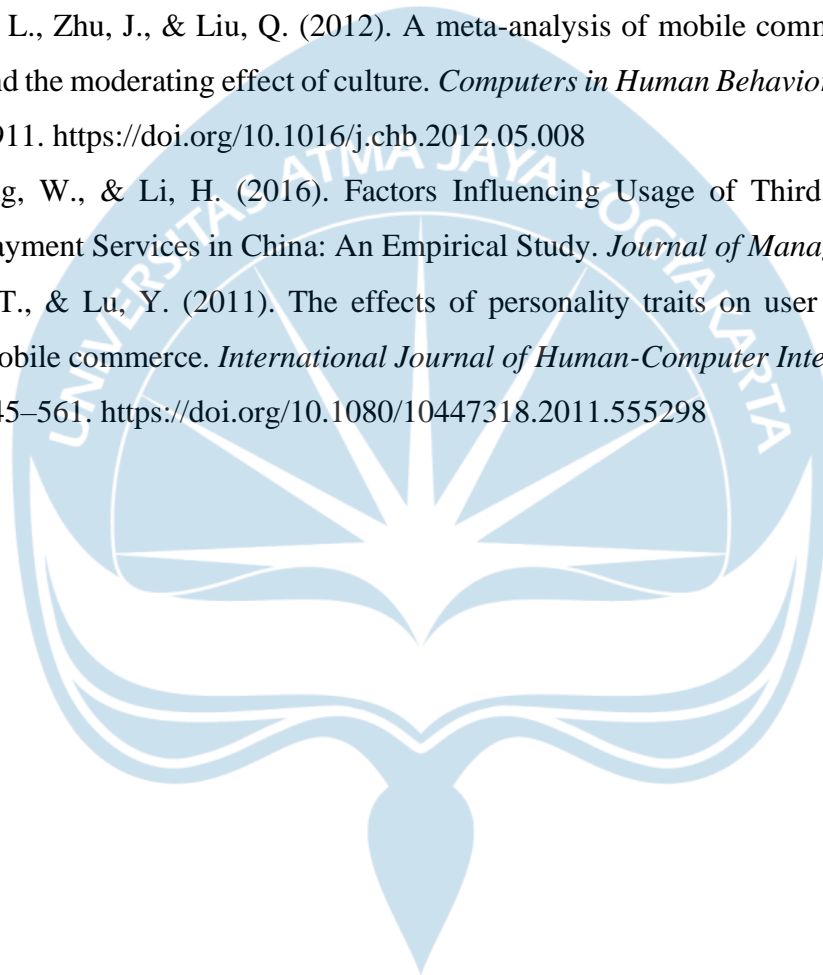 L., Zhu, J., & Liu, Q. (2012). A meta-analysis of mobile comm
nd the moderating effect of culture. Computers in Human Behavior
911. https://doi.org/10.1016/j.chb.2012.05.008
g, W., & Li, H. (2016). Factors Influencing Usage of Third
ayment Services in China: An Empirical Study. Journal of Manag
T., & Lu, Y. (2011). The effects of personality traits on user
obile commerce. International Journal of Human-Computer Inte
45–561. https://doi.org/10.1080/10447318.2011.555298
UNIVERSITAS ATMA JAYA YOGYAKARTA